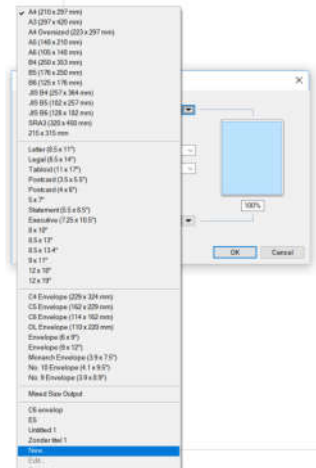 A4 (210 x 297 mm)
A3 (297 x 420 mm)
A4 Oversized (223 x 297 mm)
A5 (148 x 210 mm)
A6 (105 x 148 mm)
B4 (250 x 353 mm)
B5 (176 x 250 mm)
B6 (125 x 176 mm)
JIS B4 (257 x 364 mm)
JIS B5 (182 x 257 mm)
JIS B6 (128 x 182 mm)
SRA3 (320 x 450 mm)
215 x 315 mm
Letter (8.5 x 11")
Legal (8.5 x 14")
Tabloid (11 x 17")
Postcard (3.5 x 5.5")
Postcard (4 x 6")
5 x 7"
Statement (5.5 x 8.5")
Executive (7.25 x 10.5")
8 x 10"
8.5 x 13"
8.5 x 13.4"
9 x 11"
12 x 18"
12 x 19"
C4 Envelope (229 x 324 mm)
C5 Envelope (162 x 229 mm)
C6 Envelope (114 x 162 mm)
DL Envelope (110 x 220 mm)
Envelope (6 x 9")
Envelope (9 x 12")
Monarch Envelope (3.9 x 7.5")
No. 10 Envelope (4.1 x 9.5")
No. 9 Envelope (3.9 x 8.9")
Mixed Size Output
C6 envelop
E5
Untitled 1
Zonder titel 1
New...
Edit...
100%
OK
Cancel